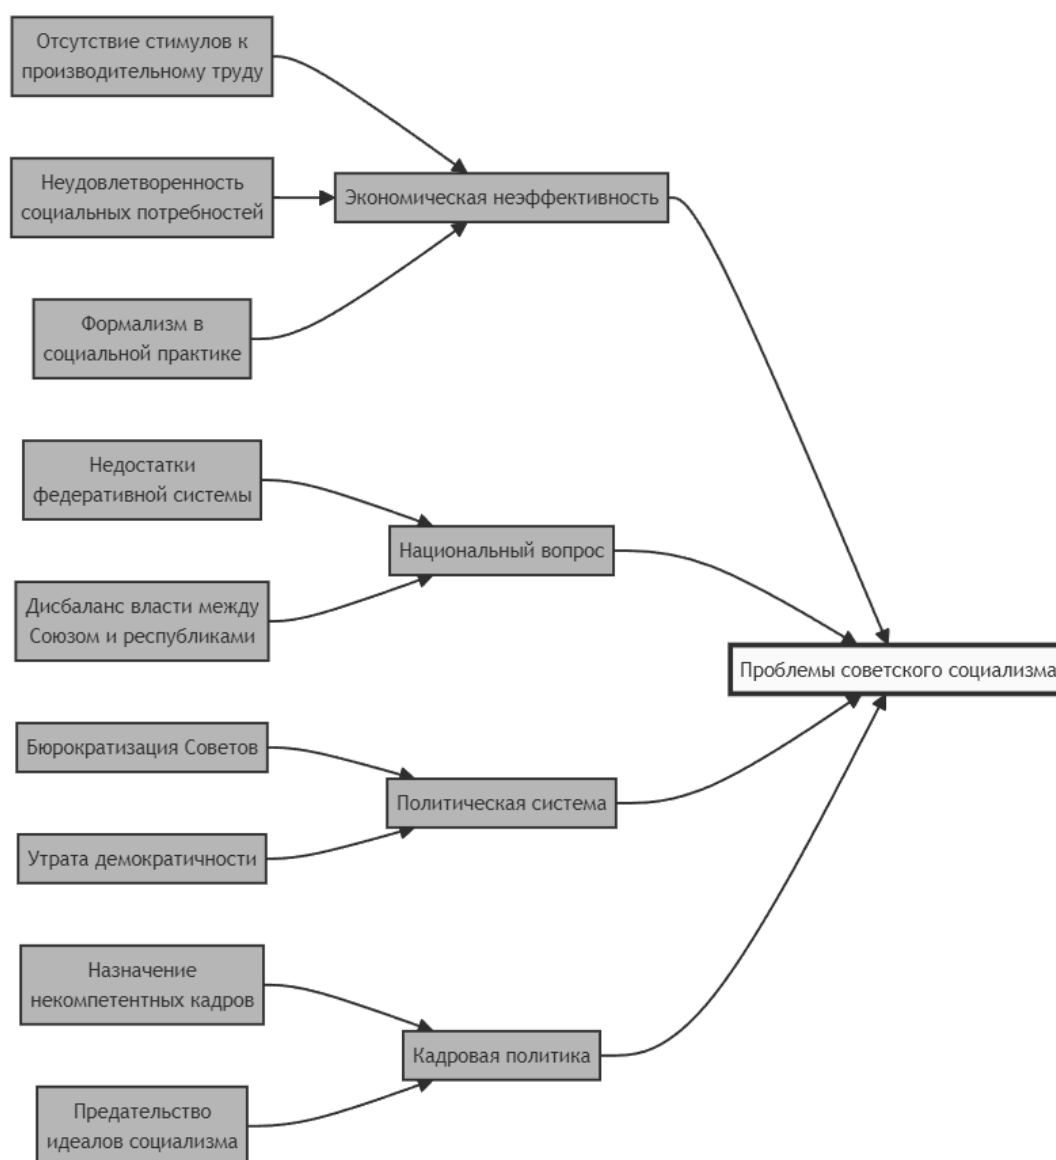 Отсутствие стимулов к
производительному труду
Неудовлетворенность
социальных потребностей
Экономическая неэффективность
Формализм в
социальной практике
Недостатки
федеративной системы
Национальный вопрос
Дисбаланс власти между
Союзом и республиками
Проблемы советского социализма
Бюрократизация Советов
Политическая система
Утрата демократичности
Назначение
некомпетентных кадров
Кадровая политика
Предательство
идеалов социализма